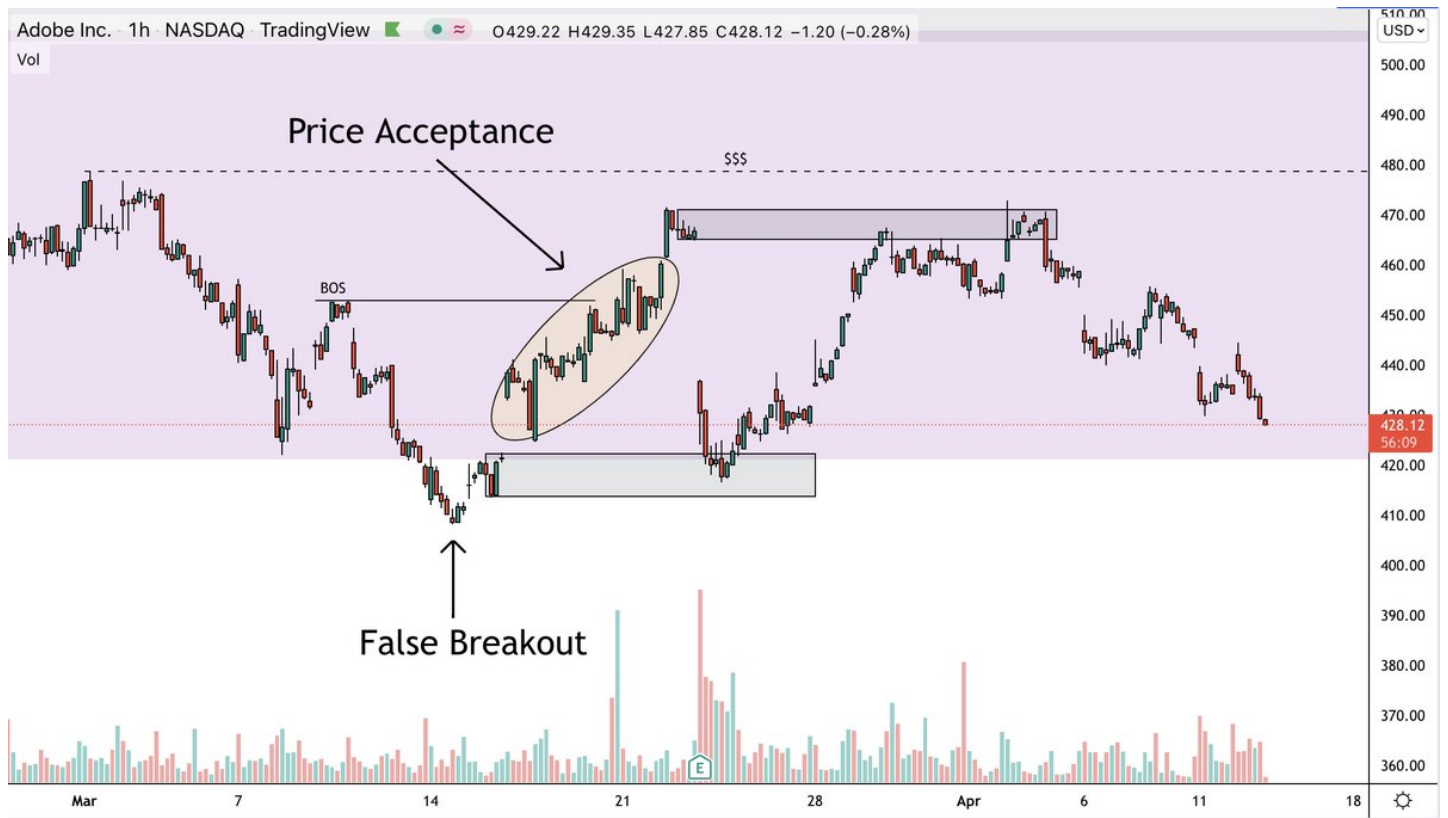 Adobe Inc. · 1h · NASDAQ · TradingView O429.22 H429.35 L427.85 C428.12 −1.20 (−0.28%)
Vol
510.00
USD
500.00
490.00
480.00
470.00
460.00
450.00
440.00
430.00
428.12
56:09
420.00
410.00
400.00
390.00
380.00
370.00
360.00
Price Acceptance
$$$
BOS
False Breakout
E
Mar 7 14 21 28 Apr 6 11 18